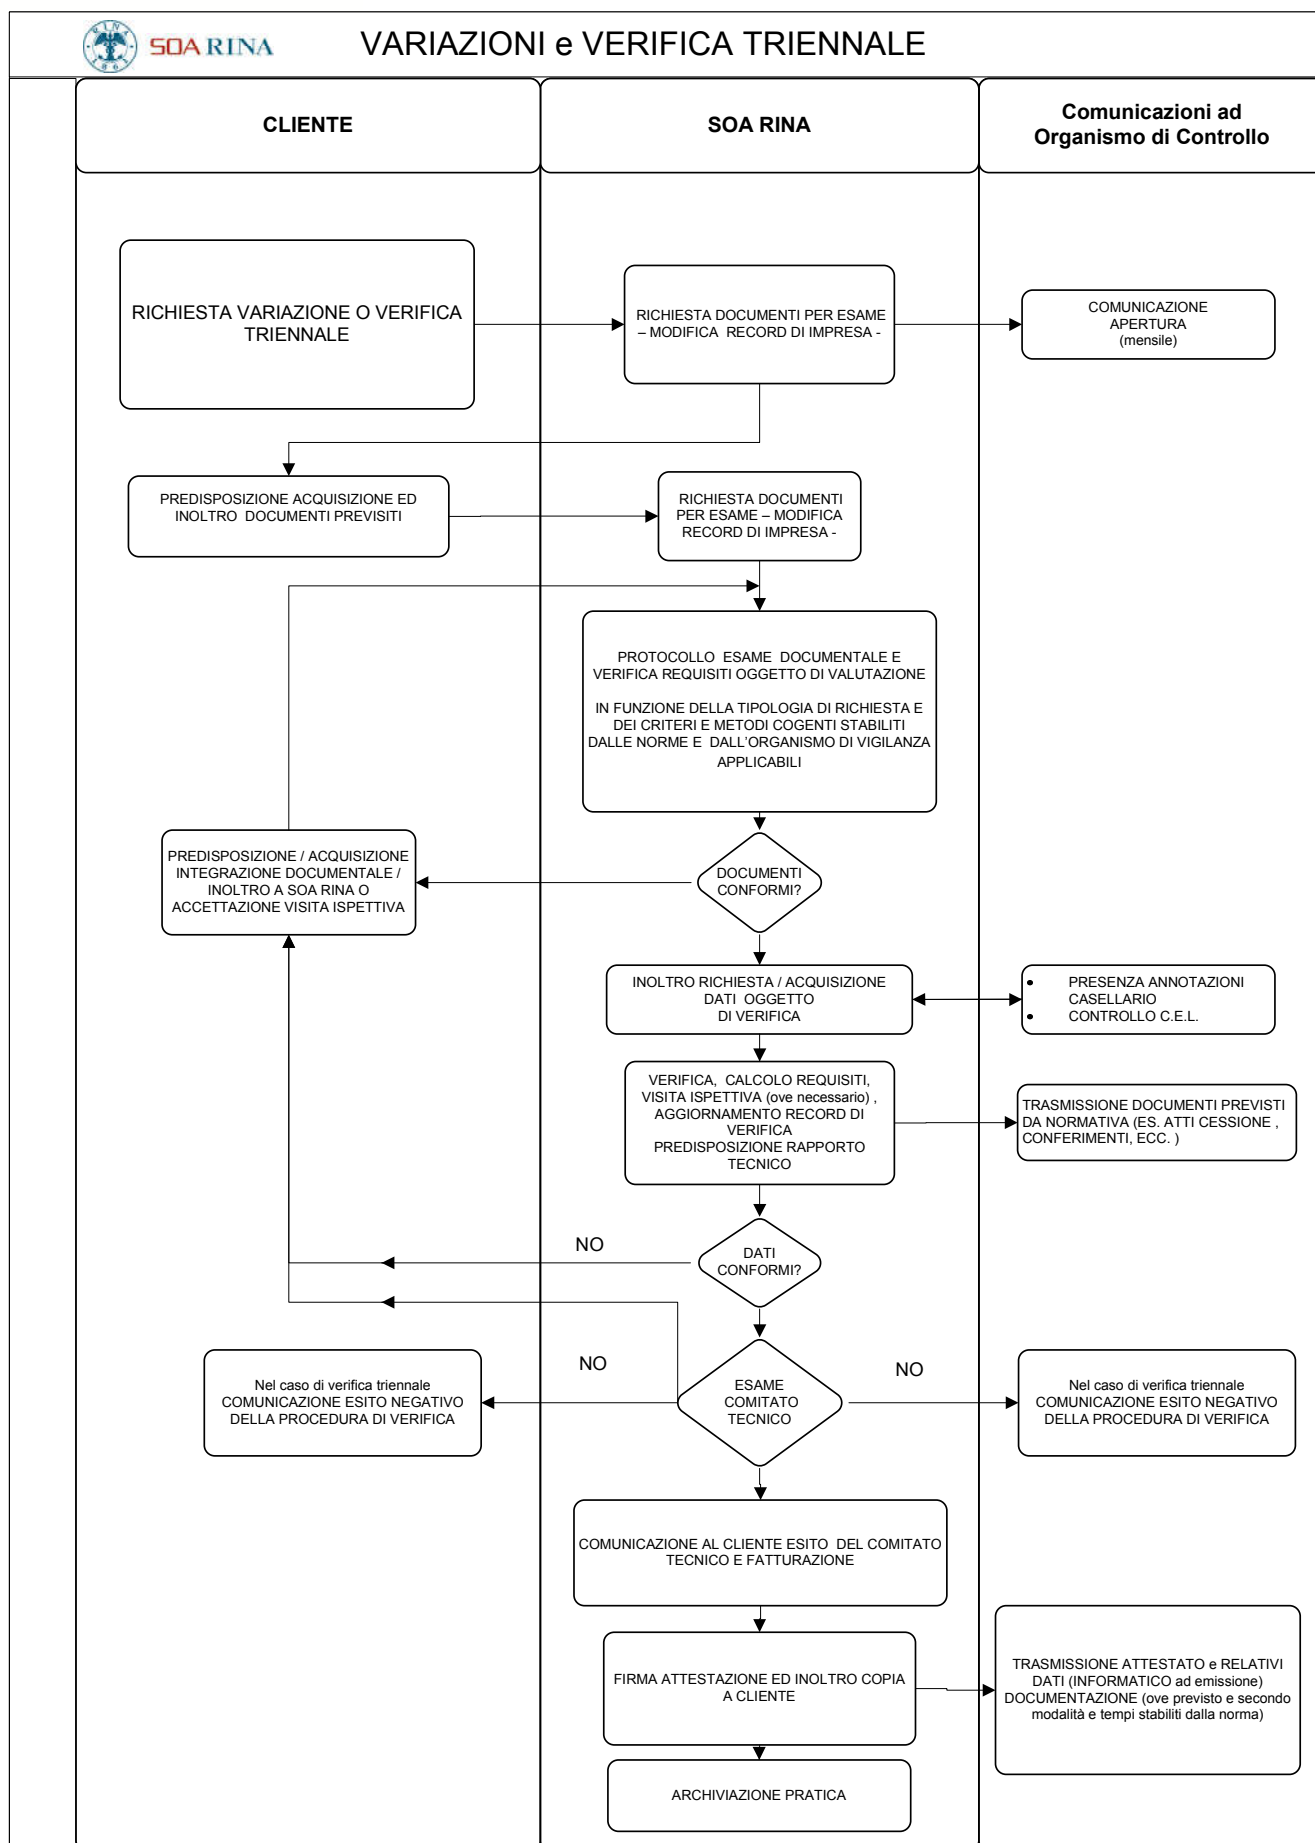 RINA
1861
SOA RINA
VARIAZIONI e VERIFICA TRIENNALE
CLIENTE
SOA RINA
Comunicazioni ad
Organismo di Controllo
RICHIESTA VARIAZIONE O VERIFICA
TRIENNALE
RICHIESTA DOCUMENTI PER ESAME
– MODIFICA RECORD DI IMPRESA -
COMUNICAZIONE
APERTURA
(mensile)
PREDISPOSIZIONE ACQUISIZIONE ED
INOLTRO DOCUMENTI PREVISITI
RICHIESTA DOCUMENTI
PER ESAME – MODIFICA
RECORD DI IMPRESA -
PROTOCOLLO ESAME DOCUMENTALE E
VERIFICA REQUISITI OGGETTO DI VALUTAZIONE
IN FUNZIONE DELLA TIPOLOGIA DI RICHIESTA E
DEI CRITERI E METODI COGENTI STABILITI
DALLE NORME E DALL'ORGANISMO DI VIGILANZA
APPLICABILI
PREDISPOSIZIONE / ACQUISIZIONE
INTEGRAZIONE DOCUMENTALE /
INOLTRO A SOA RINA O
ACCETTAZIONE VISITA ISPETTIVA
DOCUMENTI
CONFORMI?
INOLTRO RICHIESTA / ACQUISIZIONE
DATI OGGETTO
DI VERIFICA
• PRESENZA ANNOTAZIONI
CASELLARIO
• CONTROLLO C.E.L.
VERIFICA, CALCOLO REQUISITI,
VISITA ISPETTIVA (ove necessario) ,
AGGIORNAMENTO RECORD DI
VERIFICA
PREDISPOSIZIONE RAPPORTO
TECNICO
TRASMISSIONE DOCUMENTI PREVISTI
DA NORMATIVA (ES. ATTI CESSIONE ,
CONFERIMENTI, ECC. )
NO
DATI
CONFORMI?
Nel caso di verifica triennale
COMUNICAZIONE ESITO NEGATIVO
DELLA PROCEDURA DI VERIFICA
NO
ESAME
COMITATO
TECNICO
NO
Nel caso di verifica triennale
COMUNICAZIONE ESITO NEGATIVO
DELLA PROCEDURA DI VERIFICA
COMUNICAZIONE AL CLIENTE ESITO DEL COMITATO
TECNICO E FATTURAZIONE
FIRMA ATTESTAZIONE ED INOLTRO COPIA
A CLIENTE
TRASMISSIONE ATTESTATO e RELATIVI
DATI (INFORMATICO ad emissione)
DOCUMENTAZIONE (ove previsto e secondo
modalità e tempi stabiliti dalla norma)
ARCHIVIAZIONE PRATICA